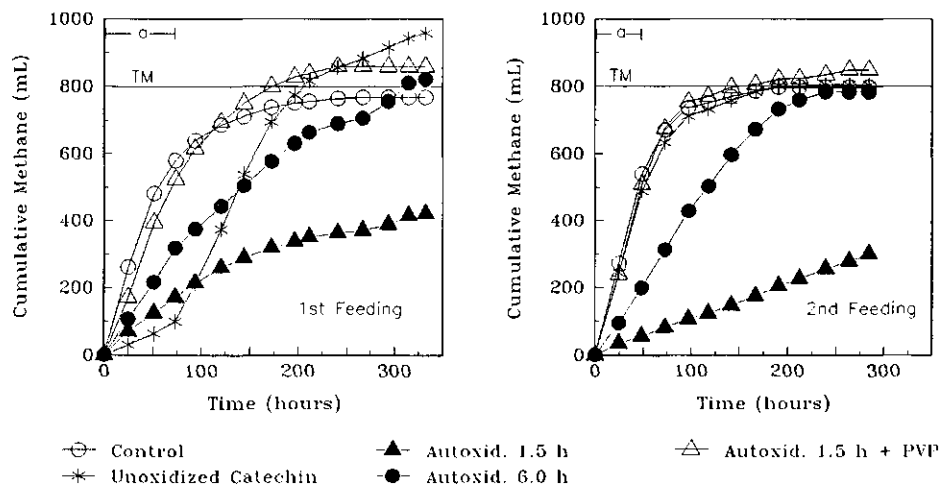 1000
800
600
400
200
0
Cumulative Methane (mL)
a
TM
1st Feeding
0
100
200
300
Time (hours)
1000
800
600
400
200
0
Cumulative Methane (mL)
a
TM
2nd Feeding
0
100
200
300
Time (hours)
Control
Autoxid. 1.5 h
Autoxid. 1.5 h + PVP
Unoxidized Catechin
Autoxid. 6.0 h